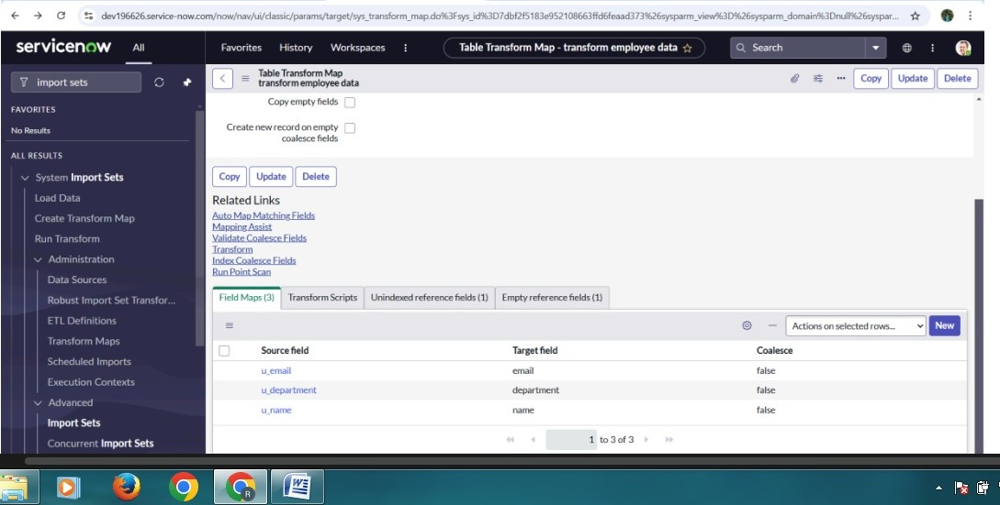 dev196626.service-now.com/now/nav/ui/classic/params/target/sys_transform_map.do%3Fsys_id%3D7dbf2f5183e952108663ffd6feaad373%26sysparm_view%3D%26sysparm_domain%3Dnull%26syspar...
servicenow All Favorites History Workspaces Table Transform Map - transform employee data Search
import sets
Table Transform Map
transform employee data
Copy Update Delete
FAVORITES
No Results
ALL RESULTS
System Import Sets
Load Data
Create Transform Map
Run Transform
Administration
Data Sources
Robust Import Set Transfor...
ETL Definitions
Transform Maps
Scheduled Imports
Execution Contexts
Advanced
Import Sets
Concurrent Import Sets
Copy empty fields
Create new record on empty
coalesce fields
Copy Update Delete
Related Links
Auto Map Matching Fields
Mapping Assist
Validate Coalesce Fields
Transform
Index Coalesce Fields
Run Point Scan
Field Maps (3) Transform Scripts Unindexed reference fields (1) Empty reference fields (1)
Actions on selected rows... New
Source field Target field Coalesce
u_email email false
u_department department false
u_name name false
1 to 3 of 3
R W